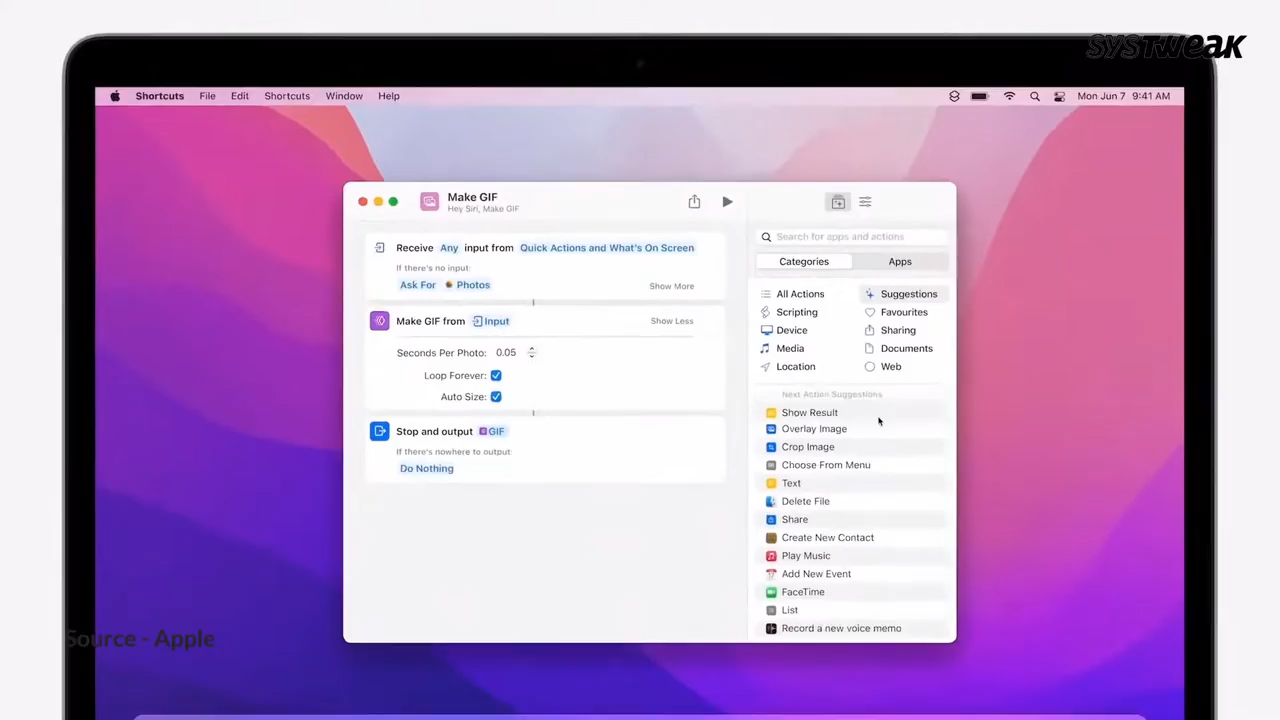 SYSTWEAK
Shortcuts File Edit Shortcuts Window Help Mon Jun 7 9:41 AM
Make GIF
Hey Siri, Make GIF
Receive Any input from Quick Actions and What's On Screen
If there's no input:
Ask For Photos Show More
Make GIF from Input Show Less
Seconds Per Photo: 0.05
Loop Forever:
Auto Size:
Stop and output GIF
If there's nowhere to output:
Do Nothing
Search for apps and actions
Categories Apps
All Actions Suggestions
Scripting Favourites
Device Sharing
Media Documents
Location Web
Next Action Suggestions
Show Result
Overlay Image
Crop Image
Choose From Menu
Text
Delete File
Share
Create New Contact
Play Music
Add New Event
FaceTime
List
Record a new voice memo
Source - Apple